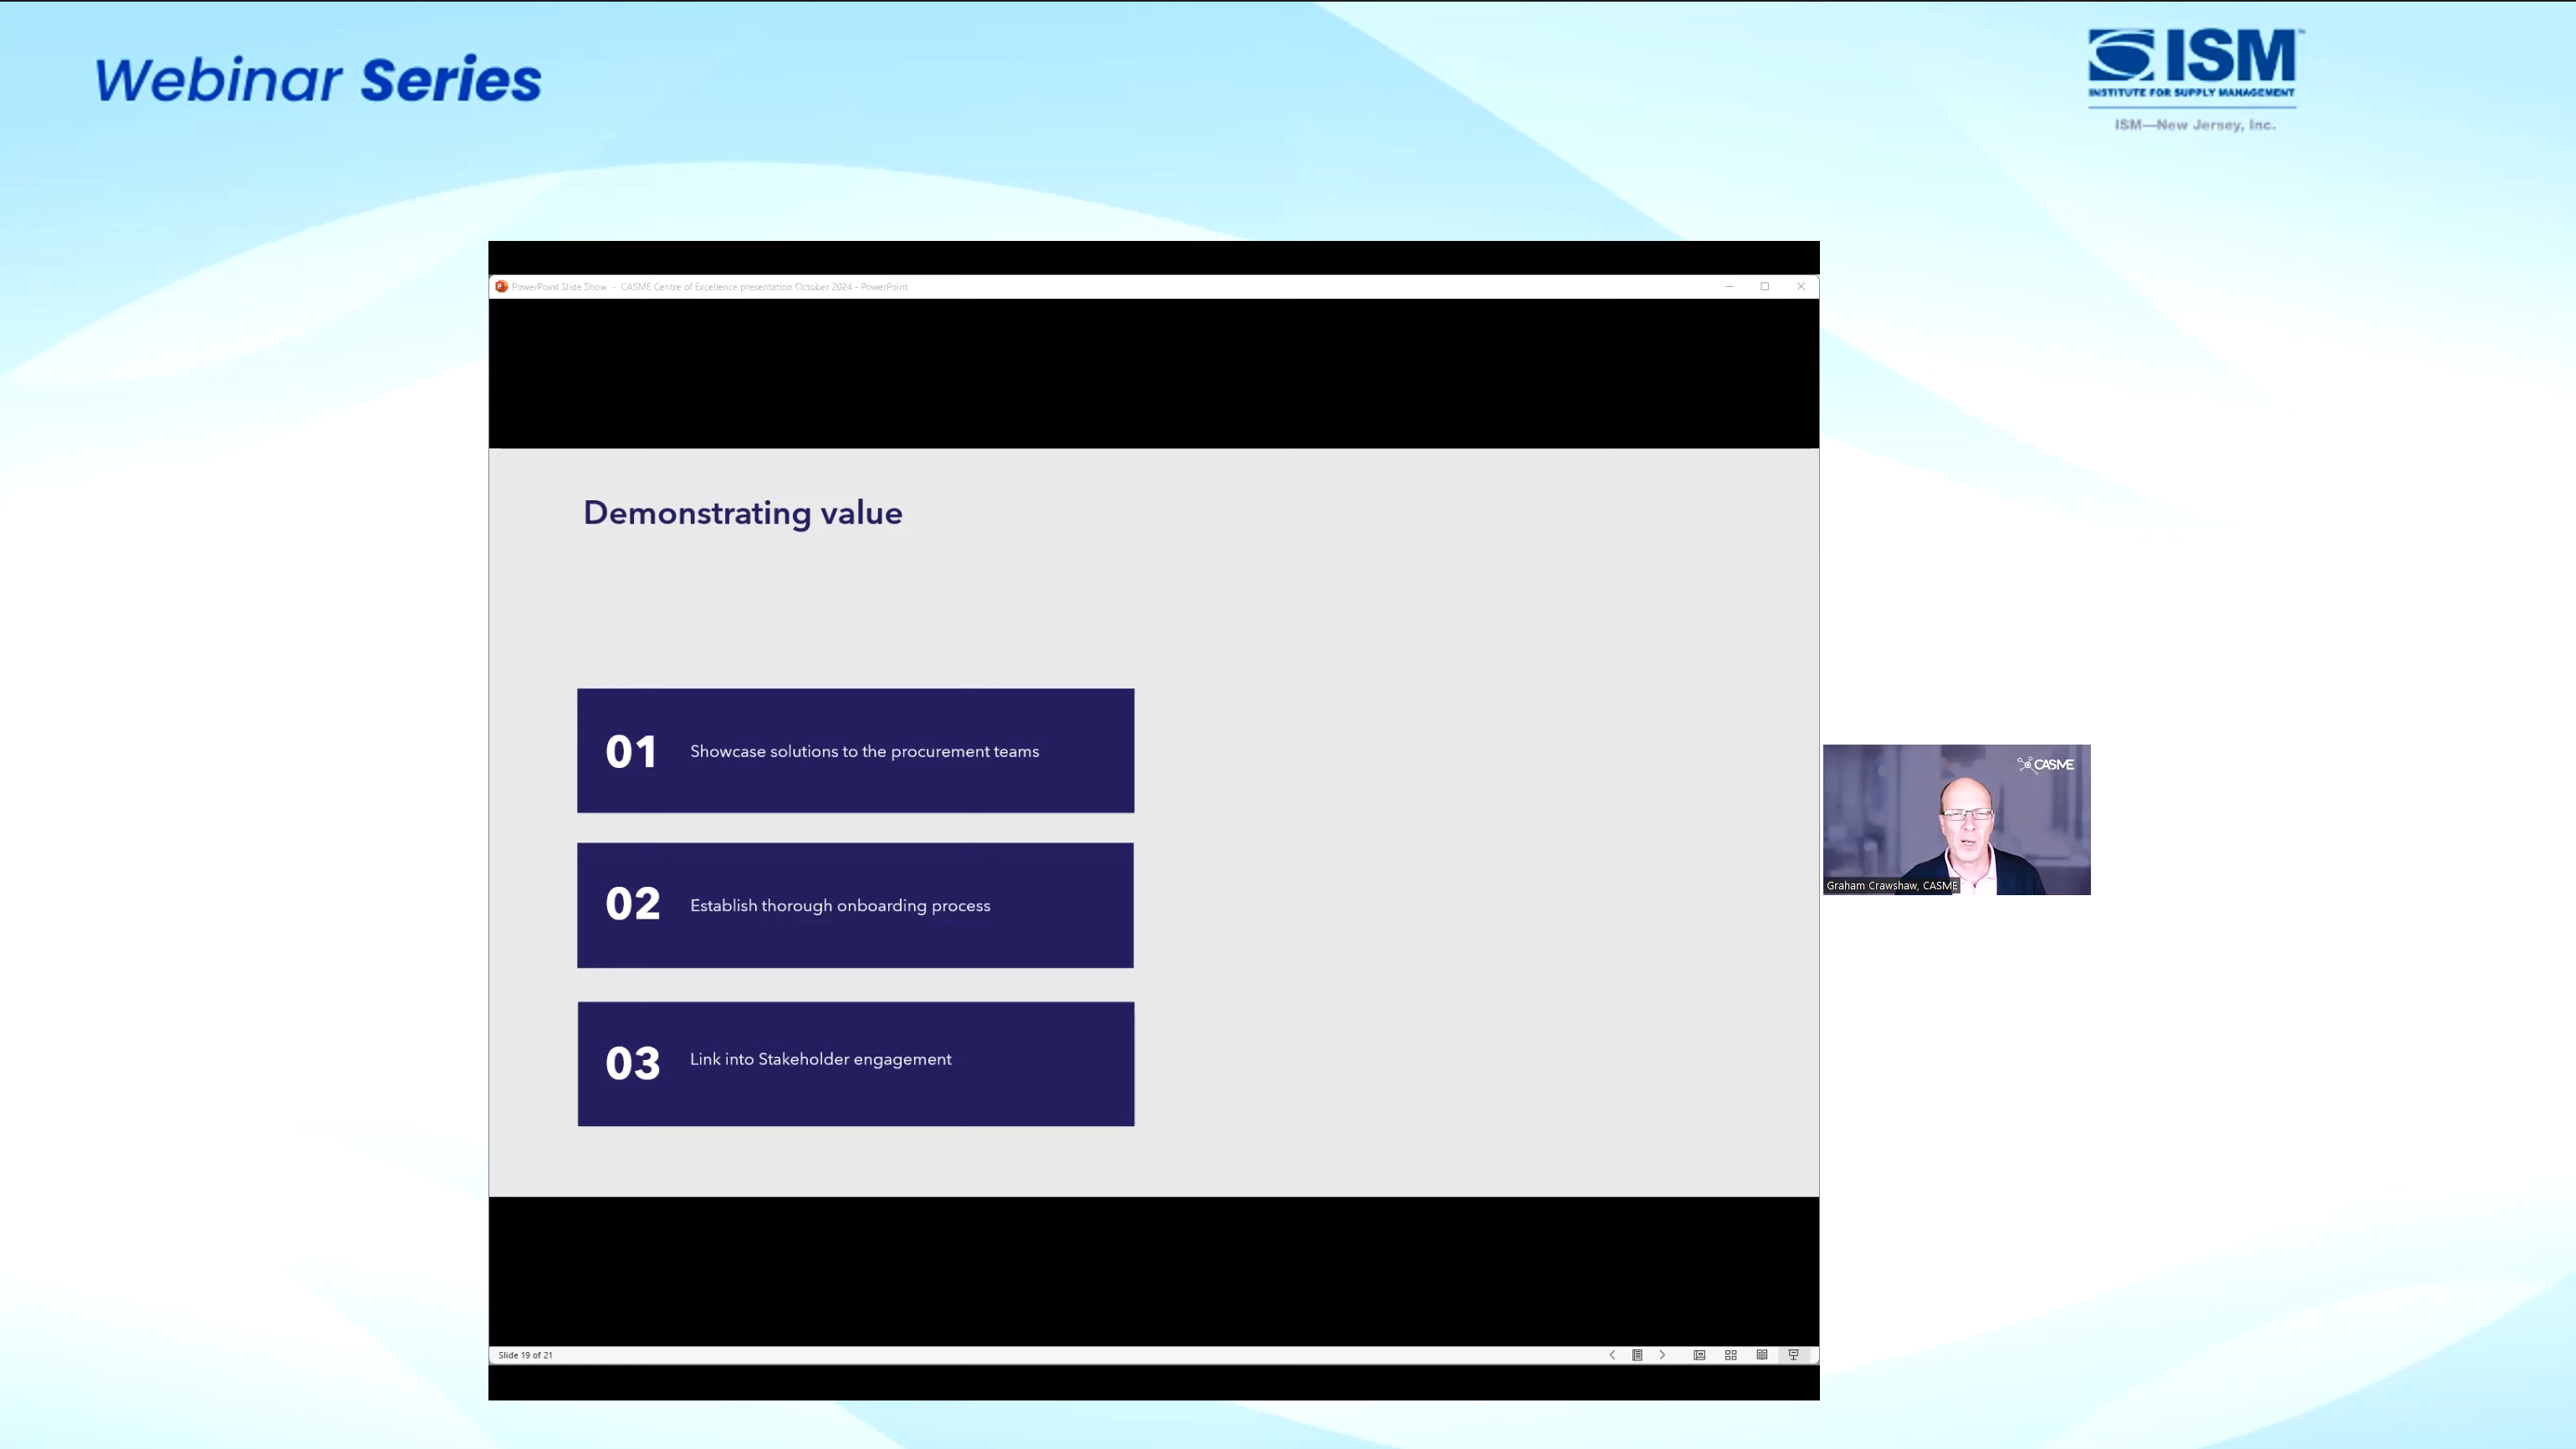 Webinar Series
ISM
INSTITUTE FOR SUPPLY MANAGEMENT
ISM—New Jersey, Inc.
PowerPoint Slide Show - CASME Centre of Excellence presentation October 2024 - PowerPoint
Demonstrating value
01 Showcase solutions to the procurement teams
02 Establish thorough onboarding process
03 Link into Stakeholder engagement
CASME
Graham Crawshaw, CASME
Slide 19 of 21